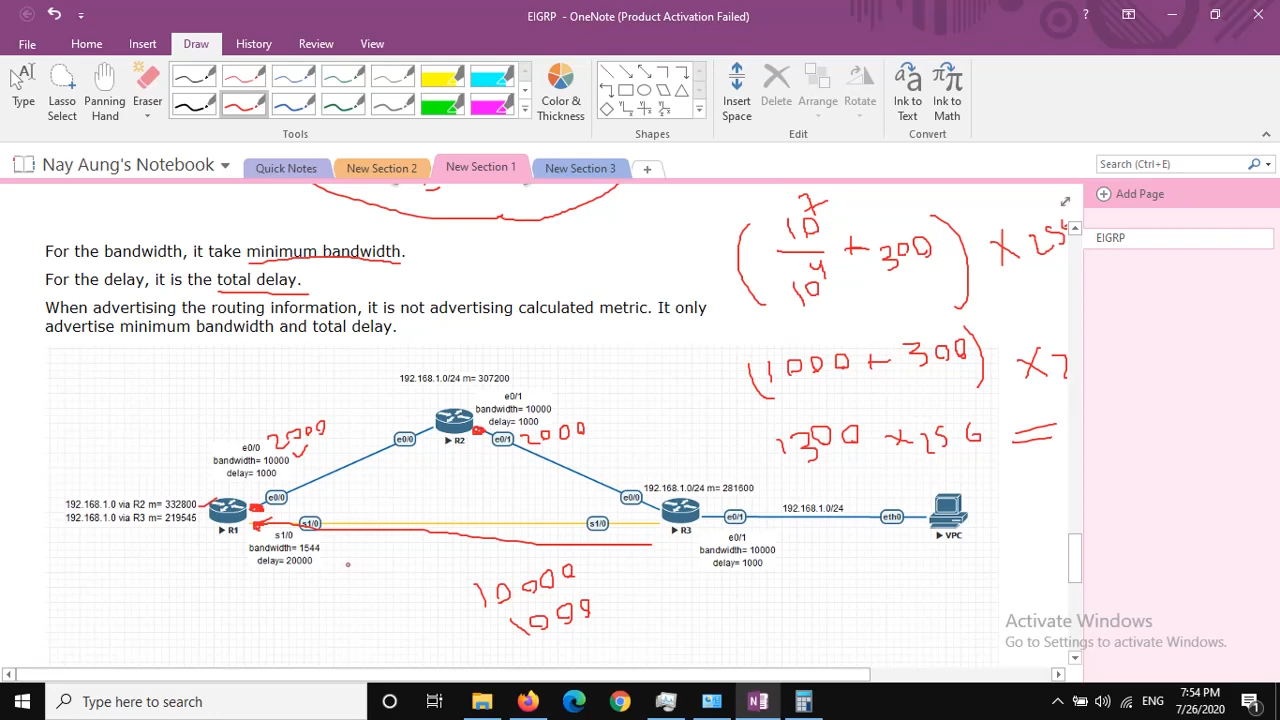 EIGRP - OneNote (Product Activation Failed)
File Home Insert Draw History Review View
Type
Lasso Select
Panning Hand
Eraser
Color & Thickness
Insert Space
Delete
Arrange
Rotate
Ink to Text
Ink to Math
Tools
Shapes
Edit
Convert
Nay Aung's Notebook
Quick Notes
New Section 2
New Section 1
New Section 3
Search (Ctrl+E)
Add Page
EIGRP
For the bandwidth, it take minimum bandwidth.
For the delay, it is the total delay.
When advertising the routing information, it is not advertising calculated metric. It only
advertise minimum bandwidth and total delay.
192.168.1.0/24 m= 307200
e0/1
bandwidth= 10000
delay= 1000
R2
e0/0
e0/1
2000
2000
e0/0
bandwidth= 10000
delay= 1000
192.168.1.0 via R2 m= 332800
192.168.1.0 via R3 m= 219545
R1
e0/0
s1/0
s1/0
bandwidth= 1544
delay= 20000
s1/0
e0/0
192.168.1.0/24 m= 281600
R3
e0/1
e0/1
bandwidth= 10000
delay= 1000
192.168.1.0/24
eth0
VPC
10000
1000
( 10^7
10^4 + 300 ) ×256
(1000 + 300) ×
1300 ×256 =
Activate Windows
Go to Settings to activate Windows.
Type here to search
ENG
7:54 PM
7/26/2020
1